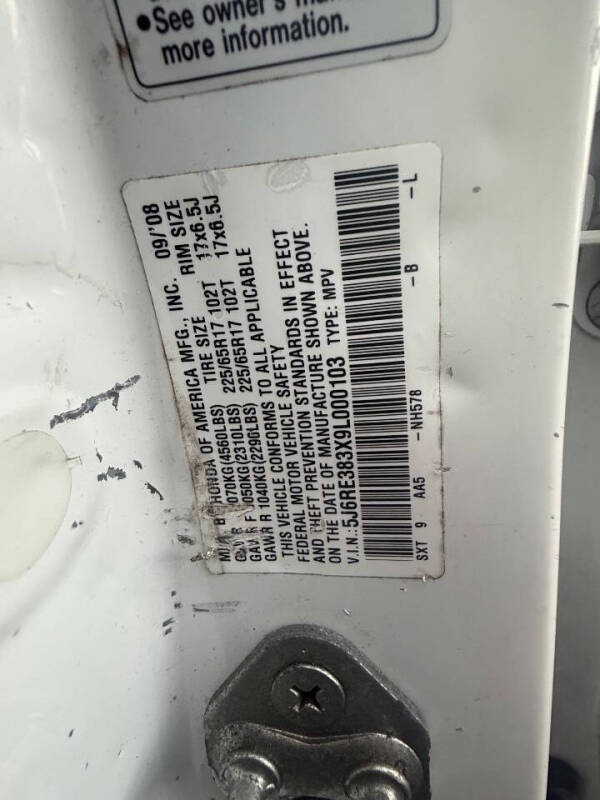 ●See owner's
more information.
HONDA OF AMERICA MFG., INC. 09/'08
070KG(4560LBS) TIRE SIZE RIM SIZE
GAWR F 1050KG(2310LBS) 225/65R17 102T 17x6.5J
GAWR R 1040KG(2290LBS) 225/65R17 102T 17x6.5J
THIS VEHICLE CONFORMS TO ALL APPLICABLE
FEDERAL MOTOR VEHICLE SAFETY
AND THEFT PREVENTION STANDARDS IN EFFECT
ON THE DATE OF MANUFACTURE SHOWN ABOVE.
V.I.N.: 5J6RE383X9L000103 TYPE: MPV
SXT 9 AA5 -NH578 -B -L